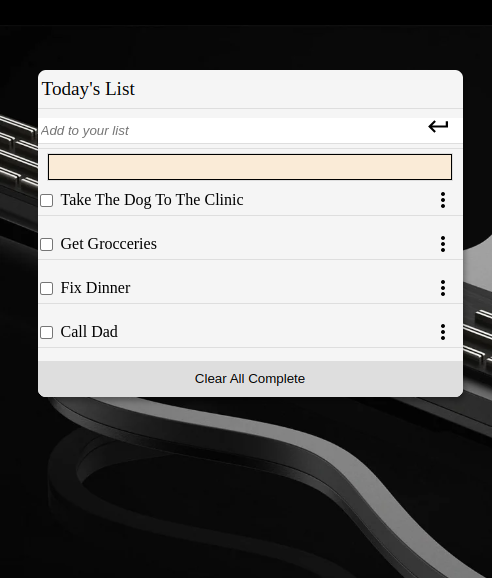 Today's List
Add to your list
Take The Dog To The Clinic
Get Grocceries
Fix Dinner
Call Dad
Clear All Complete